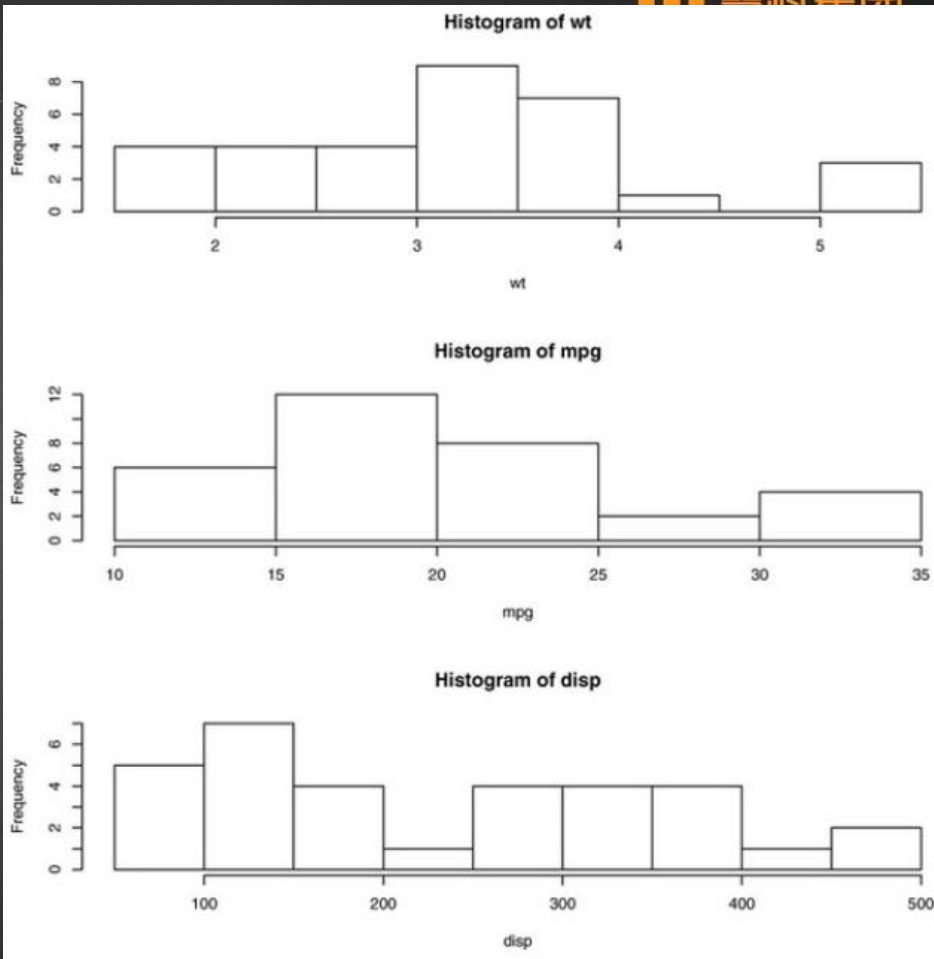 Histogram of wt
Frequency
0 2 4 6 8
2 3 4 5
wt
Histogram of mpg
Frequency
0 2 4 6 8 12
10 15 20 25 30 35
mpg
Histogram of disp
Frequency
0 2 4 6
100 200 300 400 500
disp